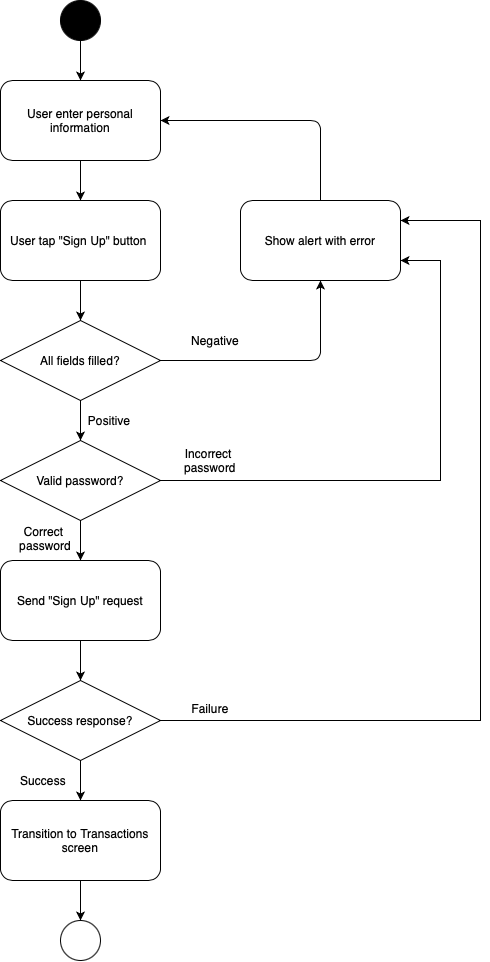 User enter personal
information
User tap "Sign Up" button
Show alert with error
All fields filled?
Negative
Positive
Valid password?
Incorrect
password
Correct
password
Send "Sign Up" request
Success response?
Failure
Success
Transition to Transactions
screen